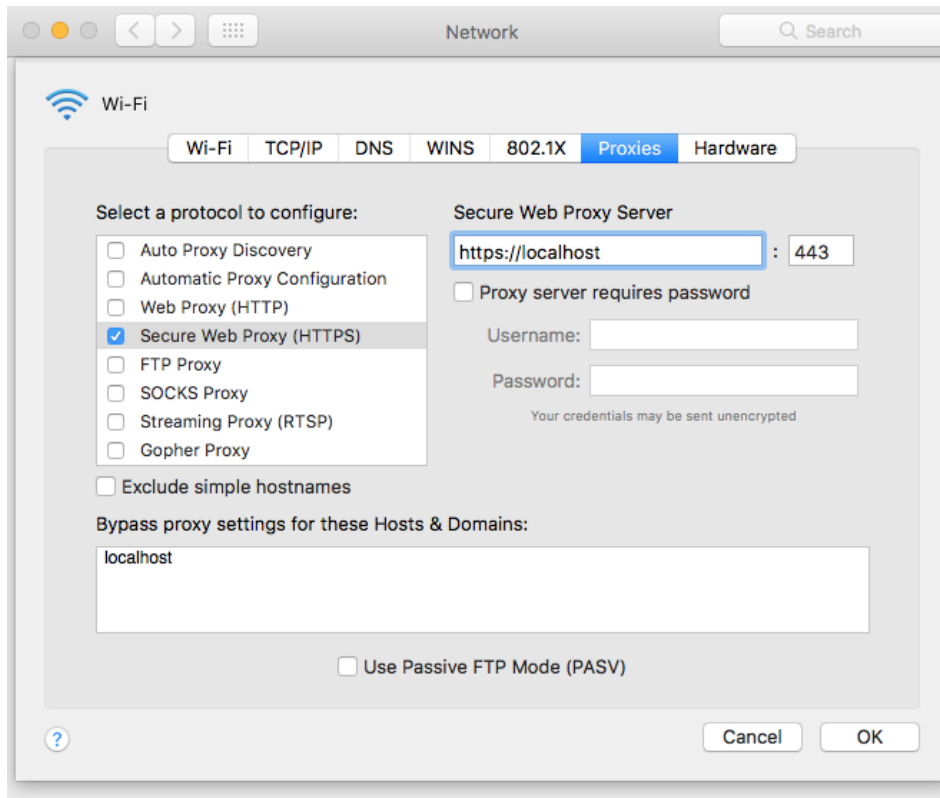 Network
Search
Wi-Fi
Wi-Fi TCP/IP DNS WINS 802.1X Proxies Hardware
Select a protocol to configure:
Auto Proxy Discovery
Automatic Proxy Configuration
Web Proxy (HTTP)
Secure Web Proxy (HTTPS)
FTP Proxy
SOCKS Proxy
Streaming Proxy (RTSP)
Gopher Proxy
Exclude simple hostnames
Secure Web Proxy Server
https://localhost : 443
Proxy server requires password
Username:
Password:
Your credentials may be sent unencrypted
Bypass proxy settings for these Hosts & Domains:
localhost
Use Passive FTP Mode (PASV)
? Cancel OK